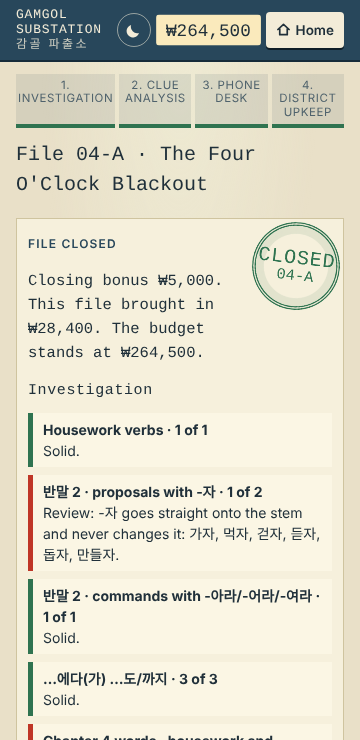 GAMGOL
SUBSTATION
감골 파출소
₩264,500
Home
1.
INVESTIGATION
2. CLUE
ANALYSIS
3. PHONE
DESK
4.
DISTRICT
UPKEEP
File 04-A · The Four
O'Clock Blackout
FILE CLOSED
CLOSED
04-A
Closing bonus ₩5,000.
This file brought in
₩28,400. The budget
stands at ₩264,500.
Investigation
Housework verbs · 1 of 1
Solid.
반말 2 · proposals with -자 · 1 of 2
Review: -자 goes straight onto the stem
and never changes it: 가자, 먹자, 걷자, 듣자,
돕자, 만들자.
반말 2 · commands with -아라/-어라/-여라 ·
1 of 1
Solid.
…에다(가) …도/까지 · 3 of 3
Solid.